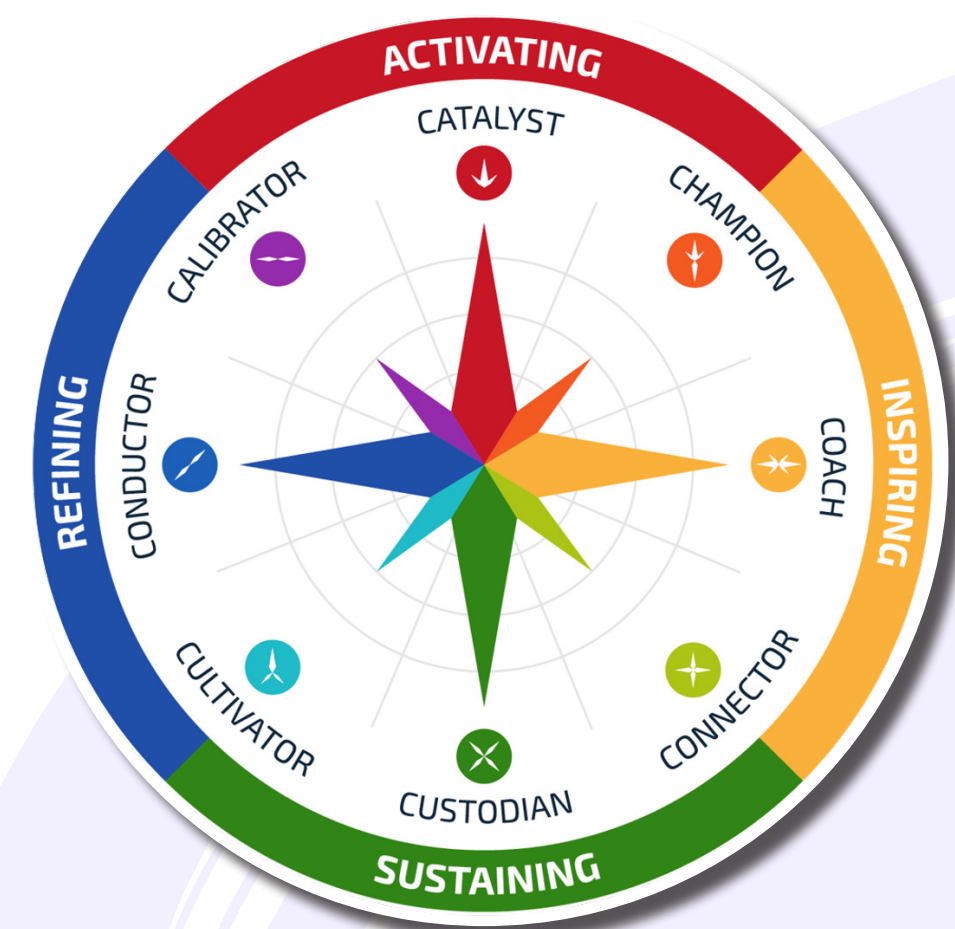 ACTIVATING
CATALYST
CALIBRATOR
CHAMPION
REFINING
CONDUCTOR
COACH
INSPIRING
CULTIVATOR
CONNECTOR
CUSTODIAN
SUSTAINING